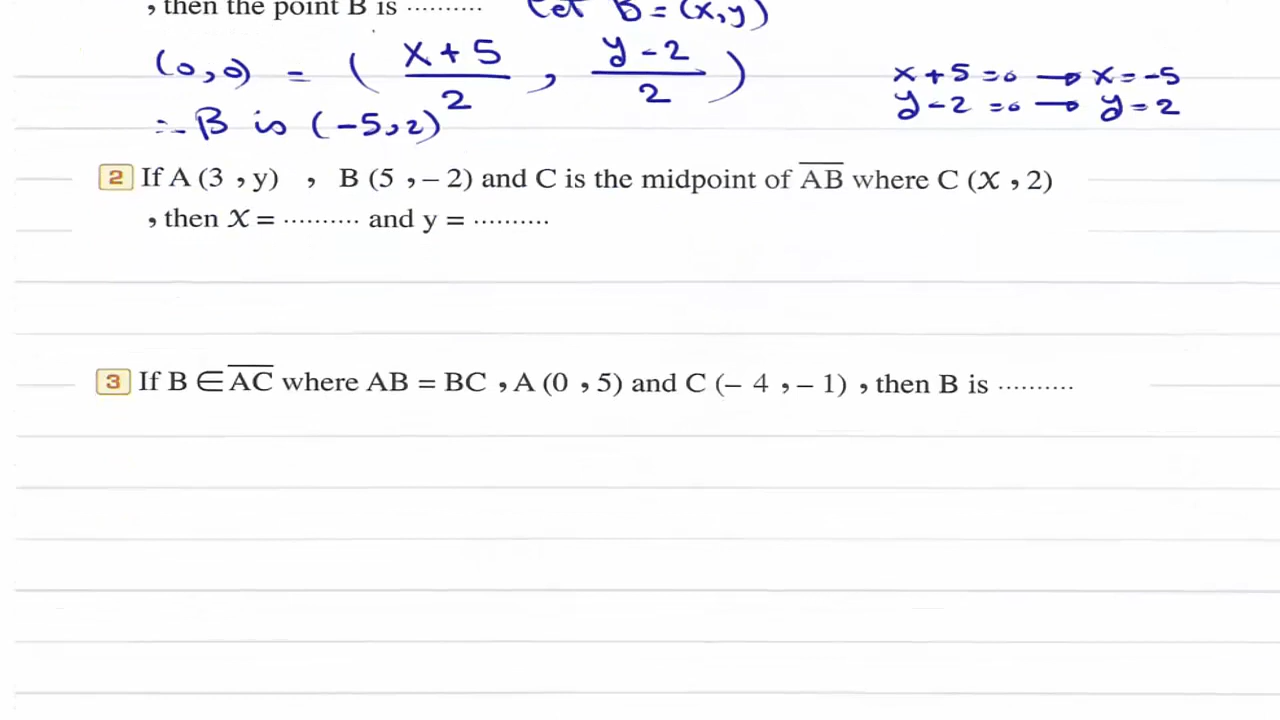 , then the point B is .......... Let B = (x,y)
(0,0) = ( x+5 / 2 , y-2 / 2 )
x+5=0 → x=-5
y-2=0 → y=2
∴ B is (-5,2)
2 If A (3 , y) , B (5 , – 2) and C is the midpoint of A̅B̅ where C (X , 2)
, then X = .......... and y = ..........
3 If B ∈ A̅C̅ where AB = BC , A (0 , 5) and C (– 4 , – 1) , then B is ..........